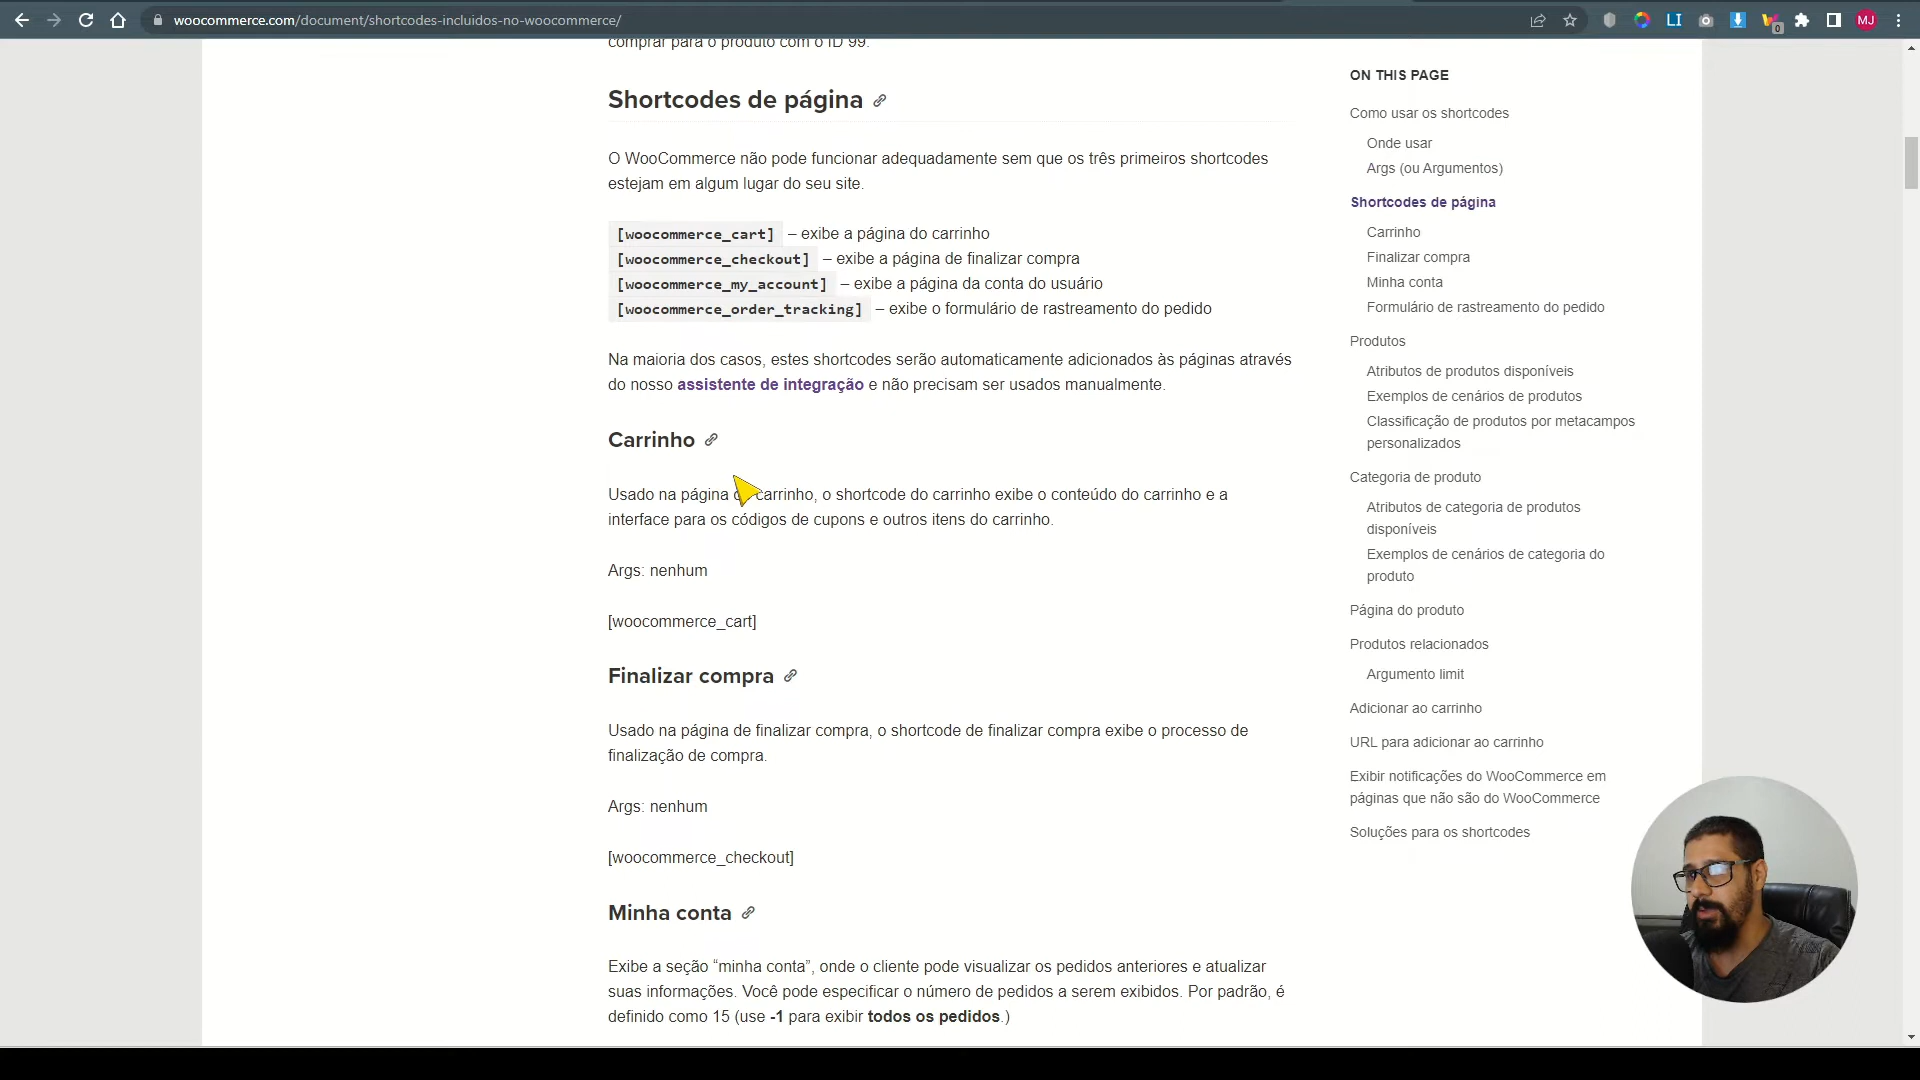 woocommerce.com/document/shortcodes-incluidos-no-woocommerce/
LI
0
MJ
comprar para o produto com o ID 99.
Shortcodes de página
O WooCommerce não pode funcionar adequadamente sem que os três primeiros shortcodes
estejam em algum lugar do seu site.
[woocommerce_cart] – exibe a página do carrinho
[woocommerce_checkout] – exibe a página de finalizar compra
[woocommerce_my_account] – exibe a página da conta do usuário
[woocommerce_order_tracking] – exibe o formulário de rastreamento do pedido
Na maioria dos casos, estes shortcodes serão automaticamente adicionados às páginas através
do nosso assistente de integração e não precisam ser usados manualmente.
Carrinho
Usado na página carrinho, o shortcode do carrinho exibe o conteúdo do carrinho e a
interface para os códigos de cupons e outros itens do carrinho.
Args: nenhum
[woocommerce_cart]
Finalizar compra
Usado na página de finalizar compra, o shortcode de finalizar compra exibe o processo de
finalização de compra.
Args: nenhum
[woocommerce_checkout]
Minha conta
Exibe a seção “minha conta”, onde o cliente pode visualizar os pedidos anteriores e atualizar
suas informações. Você pode especificar o número de pedidos a serem exibidos. Por padrão, é
definido como 15 (use -1 para exibir todos os pedidos.)
ON THIS PAGE
Como usar os shortcodes
Onde usar
Args (ou Argumentos)
Shortcodes de página
Carrinho
Finalizar compra
Minha conta
Formulário de rastreamento do pedido
Produtos
Atributos de produtos disponíveis
Exemplos de cenários de produtos
Classificação de produtos por metacampos
personalizados
Categoria de produto
Atributos de categoria de produtos
disponíveis
Exemplos de cenários de categoria do
produto
Página do produto
Produtos relacionados
Argumento limit
Adicionar ao carrinho
URL para adicionar ao carrinho
Exibir notificações do WooCommerce em
páginas que não são do WooCommerce
Soluções para os shortcodes